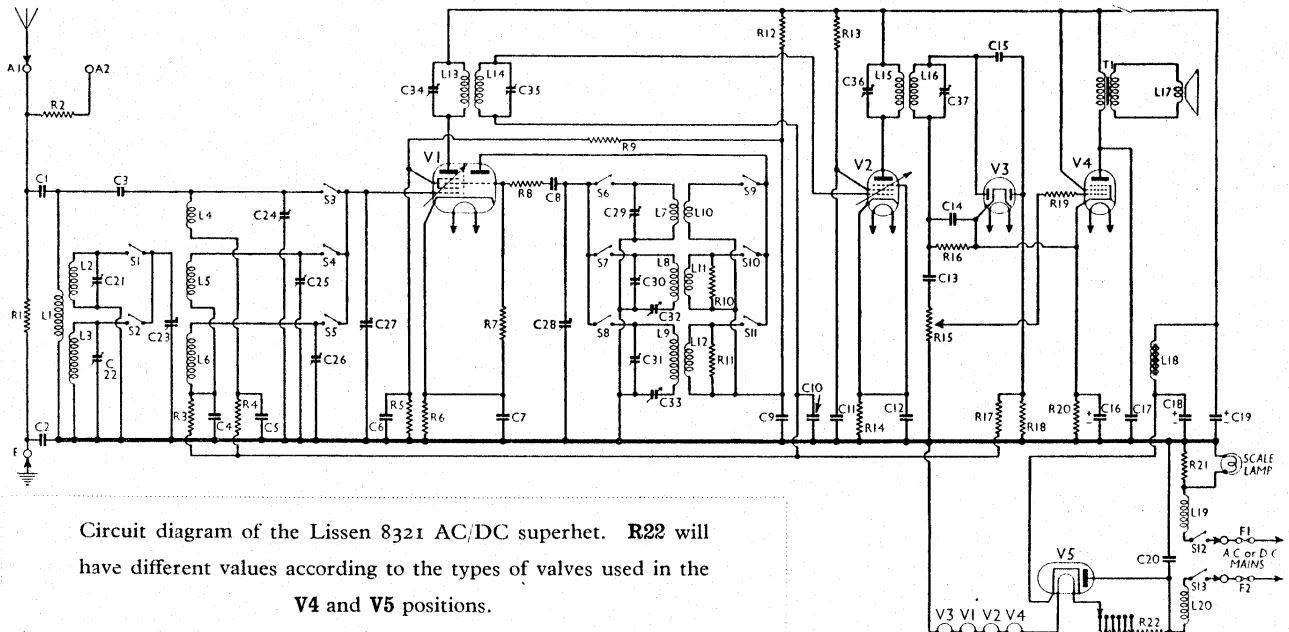 R12
R13
C15
A1
A2
L13
L14
L15
L16
T1
L17
C34
C35
C36
C37
R2
R9
V1
V2
V3
V4
C1
C3
R8
C8
S6
S9
L4
C24
S3
C29
L7
L10
C14
R19
L2
S1
C21
L5
S4
C25
S7
L8
L11
S10
R16
C30
R10
C13
R1
L1
L3
S2
C23
C27
R7
C28
C32
S8
L9
S11
R15
C
22
L6
S5
C26
C31
L12
R11
L18
C33
R3
C4
R4
C5
C6
R5
R6
C7
C9
C10
C11
R14
C12
R17
R18
R20
+
−
C16
C17
C18
+
−
+
−
C19
C2
E
R21
SCALE
LAMP
L19
S12
F1
AC or DC
MAINS
C20
S13
F2
L20
V5
V3 V1 V2 V4
R22
Circuit diagram of the Lissen 8321 AC/DC superhet. R22 will
have different values according to the types of valves used in the
V4 and V5 positions.